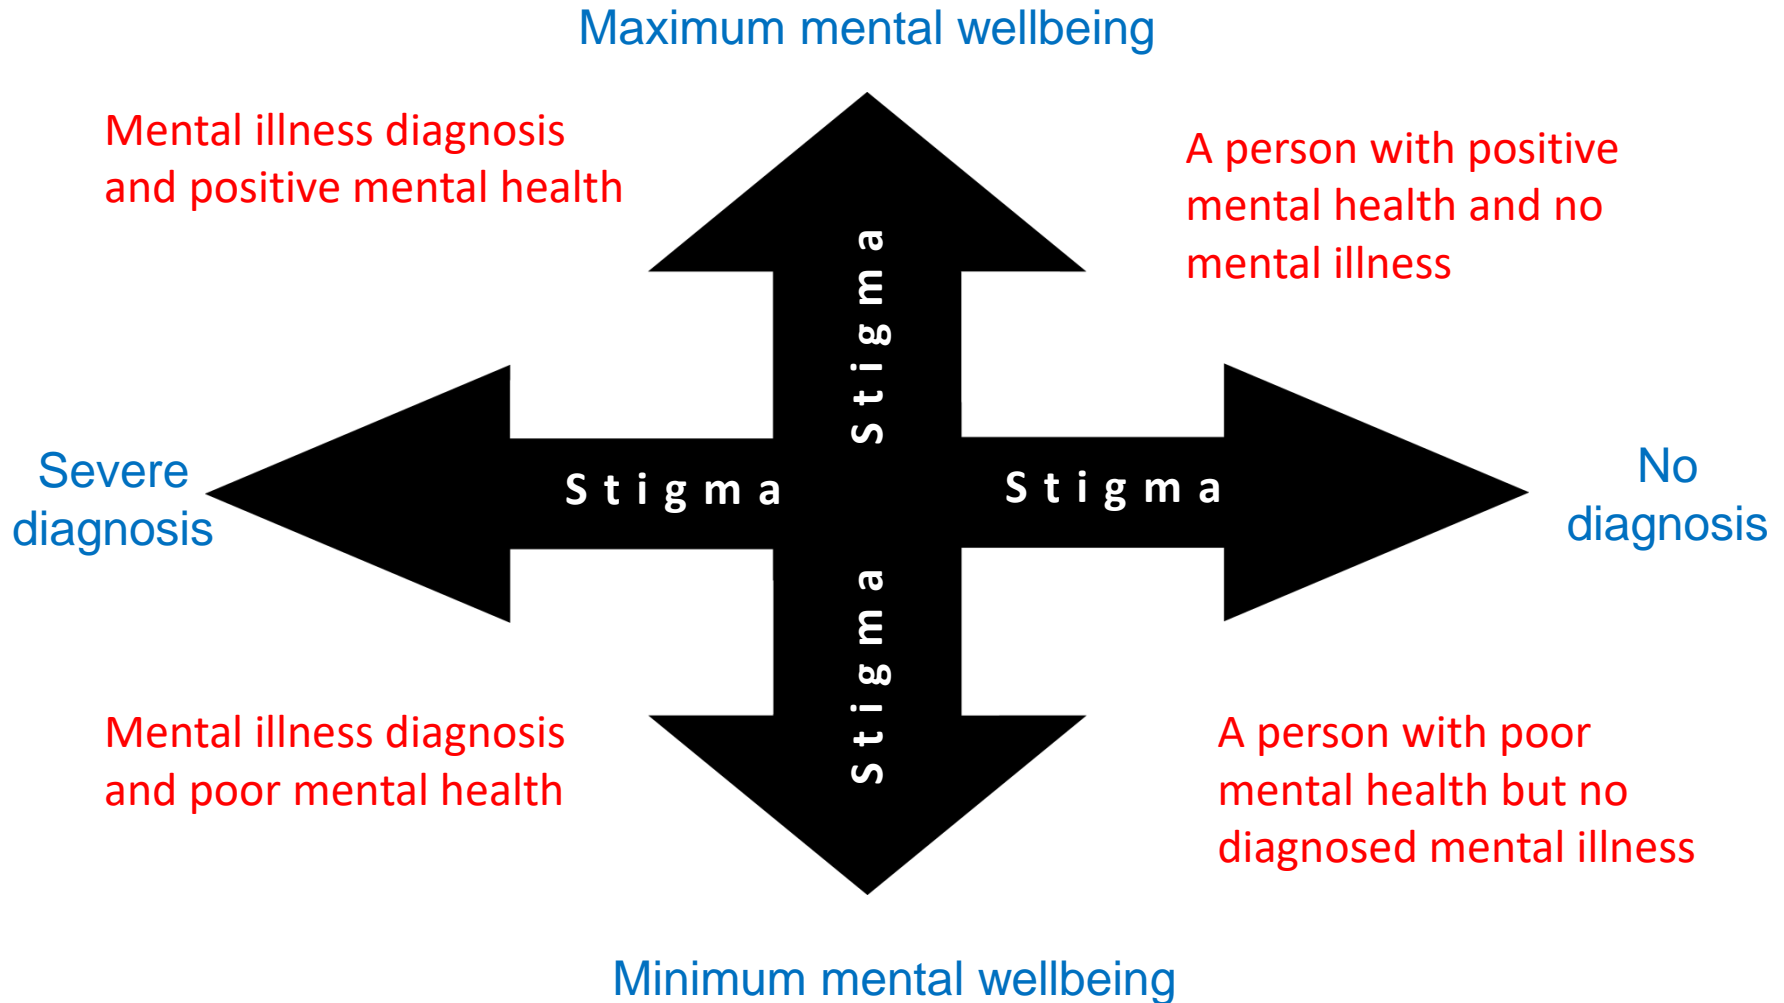 Maximum mental wellbeing
Mental illness diagnosis
and positive mental health
A person with positive
mental health and no
mental illness
Stigma
Severe
diagnosis
Stigma
Stigma
No
diagnosis
Stigma
Mental illness diagnosis
and poor mental health
A person with poor
mental health but no
diagnosed mental illness
Minimum mental wellbeing